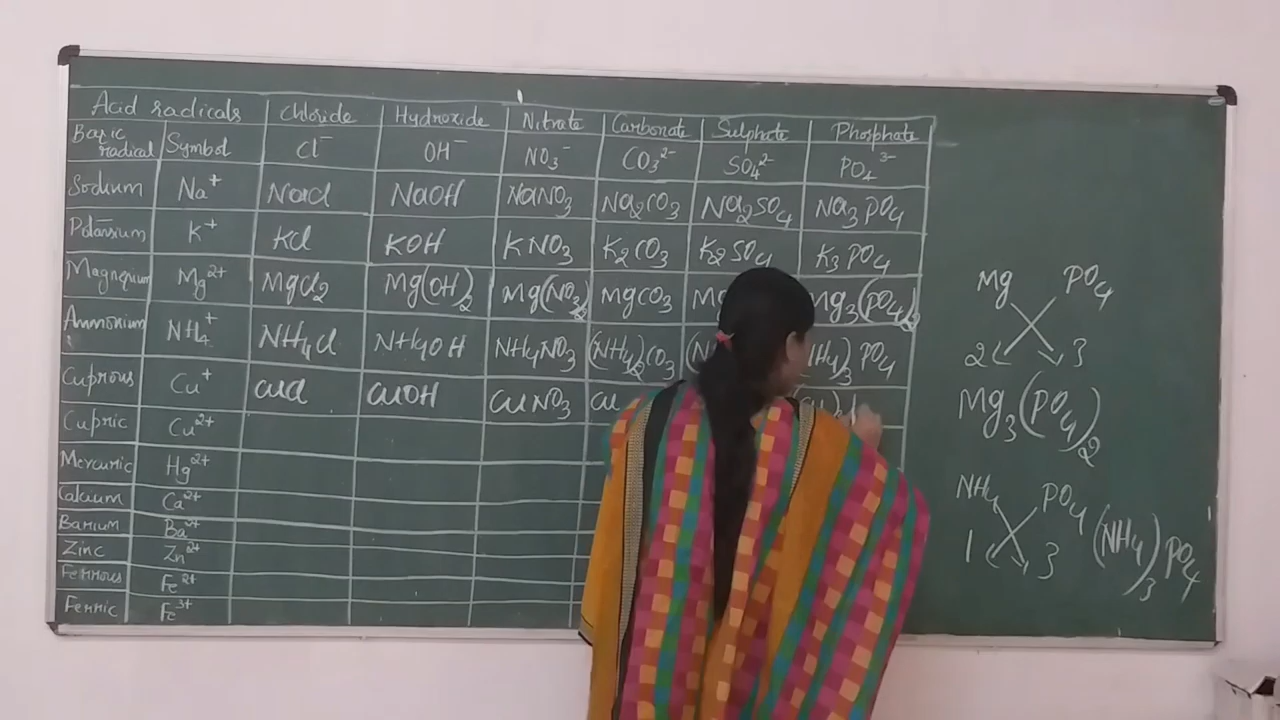 Acid radicals Chloride Hydroxide Nitrate Carbonate Sulphate Phosphate
Basic radical Symbol Cl⁻ OH⁻ NO₃⁻ CO₃²⁻ SO₄²⁻ PO₄³⁻
Sodium Na⁺ NaCl NaOH NaNO₃ Na₂CO₃ Na₂SO₄ Na₃PO₄
Potassium K⁺ KCl KOH KNO₃ K₂CO₃ K₂SO₄ K₃PO₄
Magnesium Mg²⁺ MgCl₂ Mg(OH)₂ Mg(NO₃)₂ MgCO₃ Mg₃(PO₄)₂
Ammonium NH₄⁺ NH₄Cl NH₄OH NH₄NO₃ (NH₄)₂CO₃ (N H₄)₃PO₄
Cuprous Cu⁺ CuCl CuOH CuNO₃ Cu
Cupric Cu²⁺
Mercuric Hg²⁺
Calcium Ca²⁺
Barium Ba²⁺
Zinc Zn²⁺
Ferrous Fe²⁺
Ferric Fe³⁺
Mg PO₄
2 3
Mg₃(PO₄)₂
NH₄ PO₄
1 3 (NH₄)₃PO₄